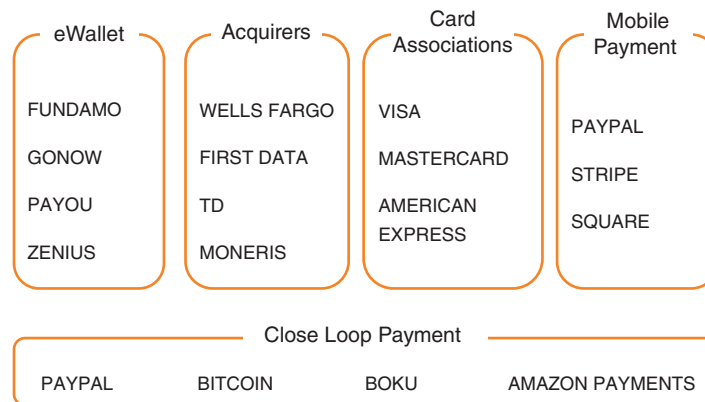 eWallet
FUNDAMO
GONOW
PAYOU
ZENIUS
Acquirers
WELLS FARGO
FIRST DATA
TD
MONERIS
Card
Associations
VISA
MASTERCARD
AMERICAN
EXPRESS
Mobile
Payment
PAYPAL
STRIPE
SQUARE
Close Loop Payment
PAYPAL BITCOIN BOKU AMAZON PAYMENTS